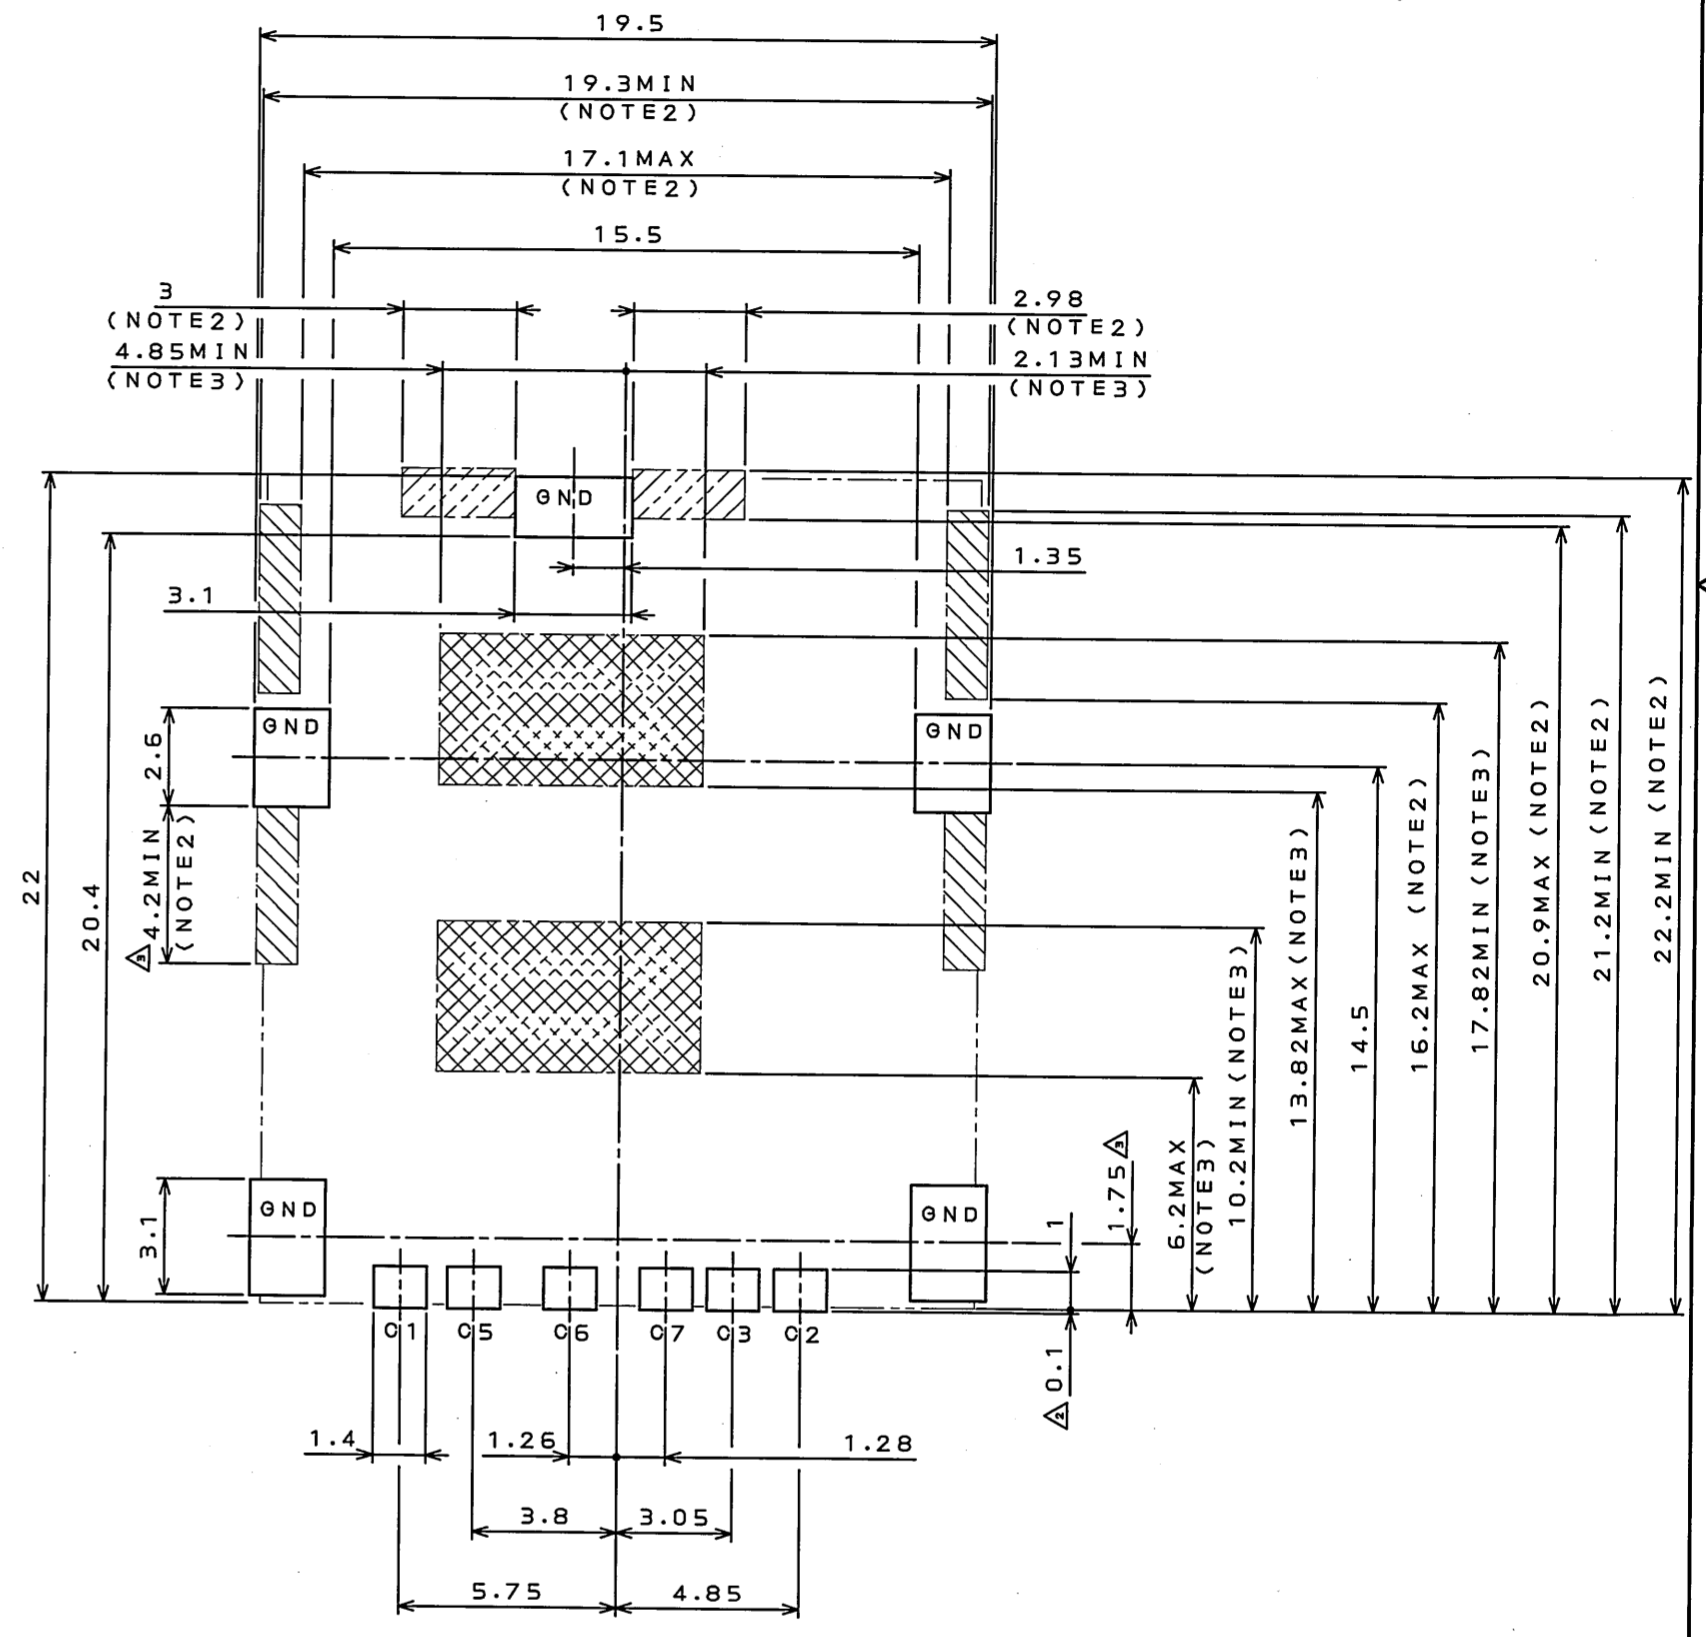 19.5
19.3MIN
(NOTE2)
17.1MAX
(NOTE2)
15.5
3
(NOTE2)
2.98
(NOTE2)
4.85MIN
(NOTE3)
2.13MIN
(NOTE3)
GND
1.35
3.1
GND
GND
2.6
4.2MIN
(NOTE2)
3
22
20.4
22.2MIN (NOTE2)
21.2MIN (NOTE2)
20.9MAX (NOTE2)
17.82MIN (NOTE3)
16.2MAX (NOTE2)
14.5
13.82MAX (NOTE3)
10.2MIN (NOTE3)
6.2MAX
(NOTE3)
1.75
3
1
GND
GND
3.1
C1
C5
C6
C7
C3
C2
0.1
2
1.4
1.26
1.28
3.8
3.05
5.75
4.85